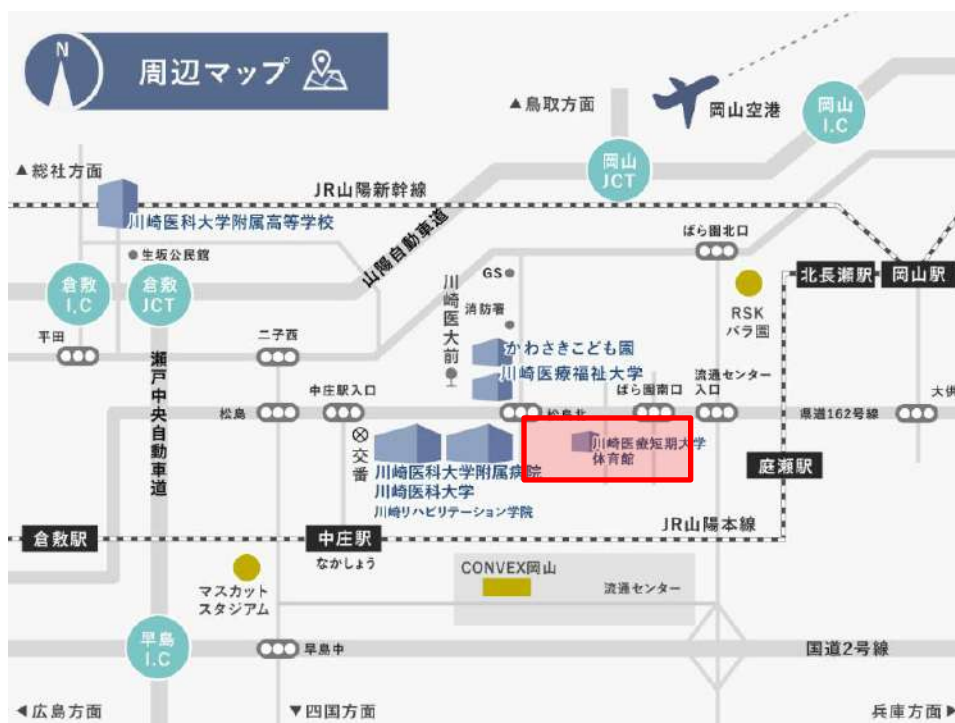 N
周辺マップ
▲鳥取方面
岡山空港
岡山
I.C
岡山
JCT
▲総社方面
JR山陽新幹線
川崎医科大学附属高等学校
生坂公民館
山陽自動車道
ばら園北口
北長瀬駅
岡山駅
倉敷
I.C
倉敷
JCT
GS
消防署
川崎医大前
RSK
バラ園
平田
二子西
かわさきこども園
川崎医療福祉大学
瀬戸中央自動車道
中庄駅入口
ばら園南口
流通センター
入口
大供
松島
松島北
県道162号線
交番
川崎医療短期大学
体育館
川崎医科大学附属病院
川崎医科大学
川崎リハビリテーション学院
庭瀬駅
JR山陽本線
倉敷駅
中庄駅
なかしょう
マスカット
スタジアム
CONVEX岡山
流通センター
早島
I.C
早島中
国道2号線
◀広島方面
▼四国方面
兵庫方面▶